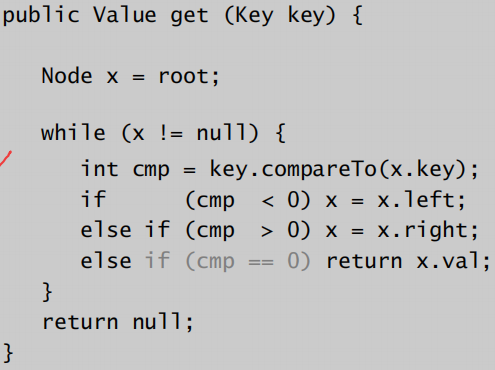 public Value get (Key key) {
Node x = root;
while (x != null) {
int cmp = key.compareTo(x.key);
if (cmp < 0) x = x.left;
else if (cmp > 0) x = x.right;
else if (cmp == 0) return x.val;
}
return null;
}